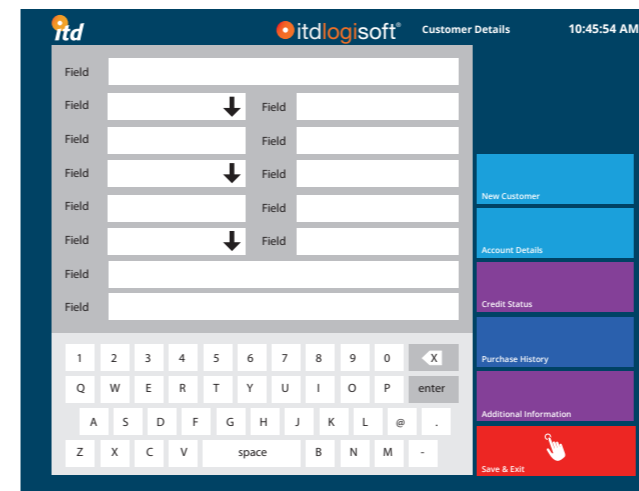 itd
itdlogisoft®
Customer Details
10:45:54 AM
Field
Field
Field
Field
Field
Field
Field
Field
Field
Field
Field
Field
Field
New Customer
Account Details
Credit Status
Purchase History
Additional Information
Save & Exit
1 2 3 4 5 6 7 8 9 0 X
Q W E R T Y U I O P enter
A S D F G H J K L @ .
Z X C V space B N M -